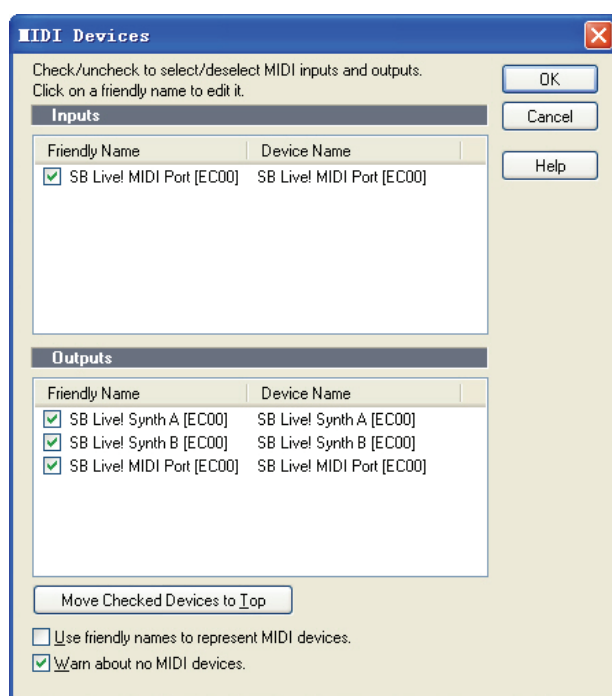 MIDI Devices
Check/uncheck to select/deselect MIDI inputs and outputs.
Click on a friendly name to edit it.
OK
Cancel
Help
Inputs
Friendly Name Device Name
SB Live! MIDI Port [EC00] SB Live! MIDI Port [EC00]
Outputs
Friendly Name Device Name
SB Live! Synth A [EC00] SB Live! Synth A [EC00]
SB Live! Synth B [EC00] SB Live! Synth B [EC00]
SB Live! MIDI Port [EC00] SB Live! MIDI Port [EC00]
Move Checked Devices to Top
Use friendly names to represent MIDI devices.
Warn about no MIDI devices.